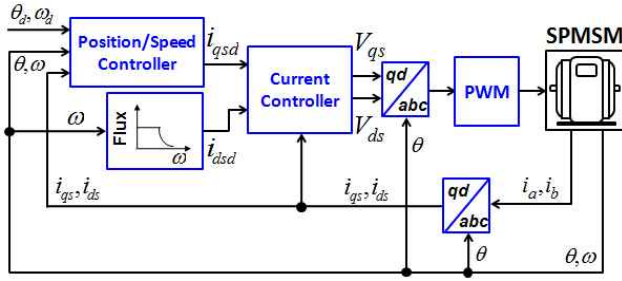 θd, ωd
θ, ω
Position/Speed
Controller
iqsd
Current
Controller
Vqs
Vds
qd
abc
PWM
SPMSM
ω
Flux
ω
idsd
θ
iqs, ids
iqs, ids
qd
abc
ia, ib
θ
θ, ω